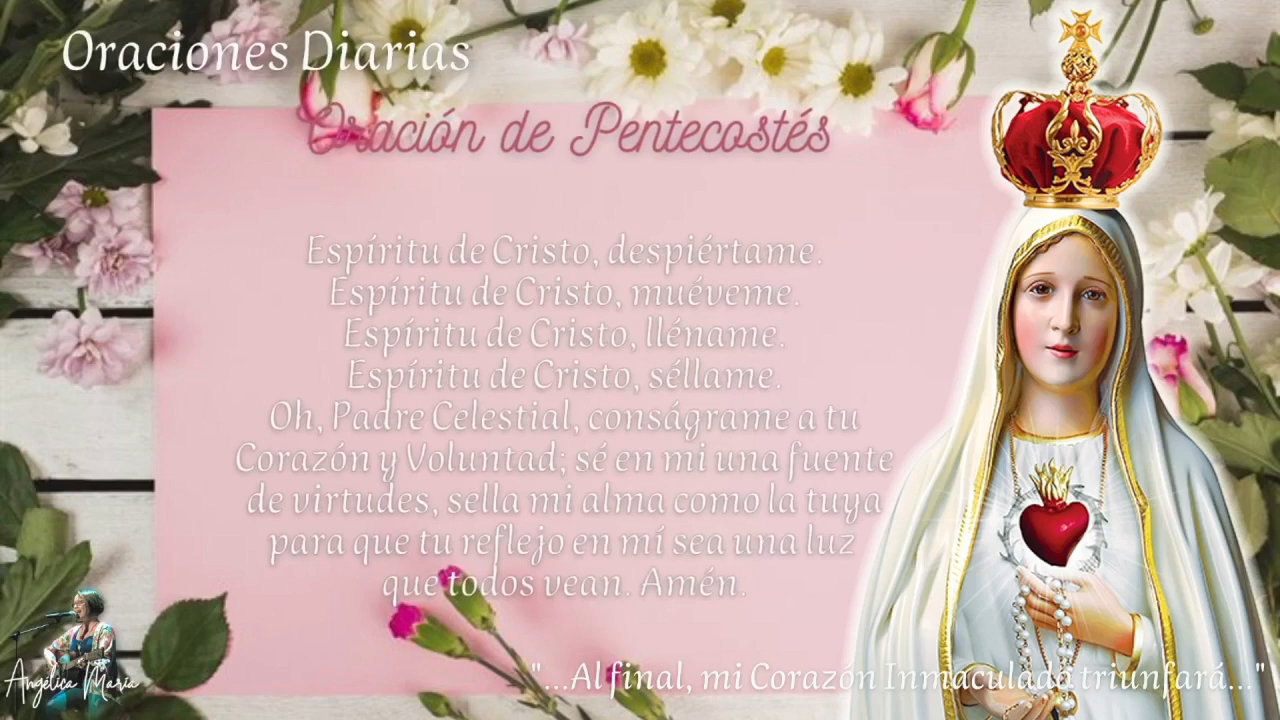 Oraciones Diarias
Oración de Pentecostés
Espíritu de Cristo, despiértame.
Espíritu de Cristo, muéveme.
Espíritu de Cristo, lléname.
Espíritu de Cristo, séllame.
Oh, Padre Celestial, conságrame a tu
Corazón y Voluntad; sé en mi una fuente
de virtudes, sella mi alma como la tuya
para que tu reflejo en mí sea una luz
que todos vean. Amén.
Angélica María
"...Al final, mi Corazón Inmaculado triunfará..."